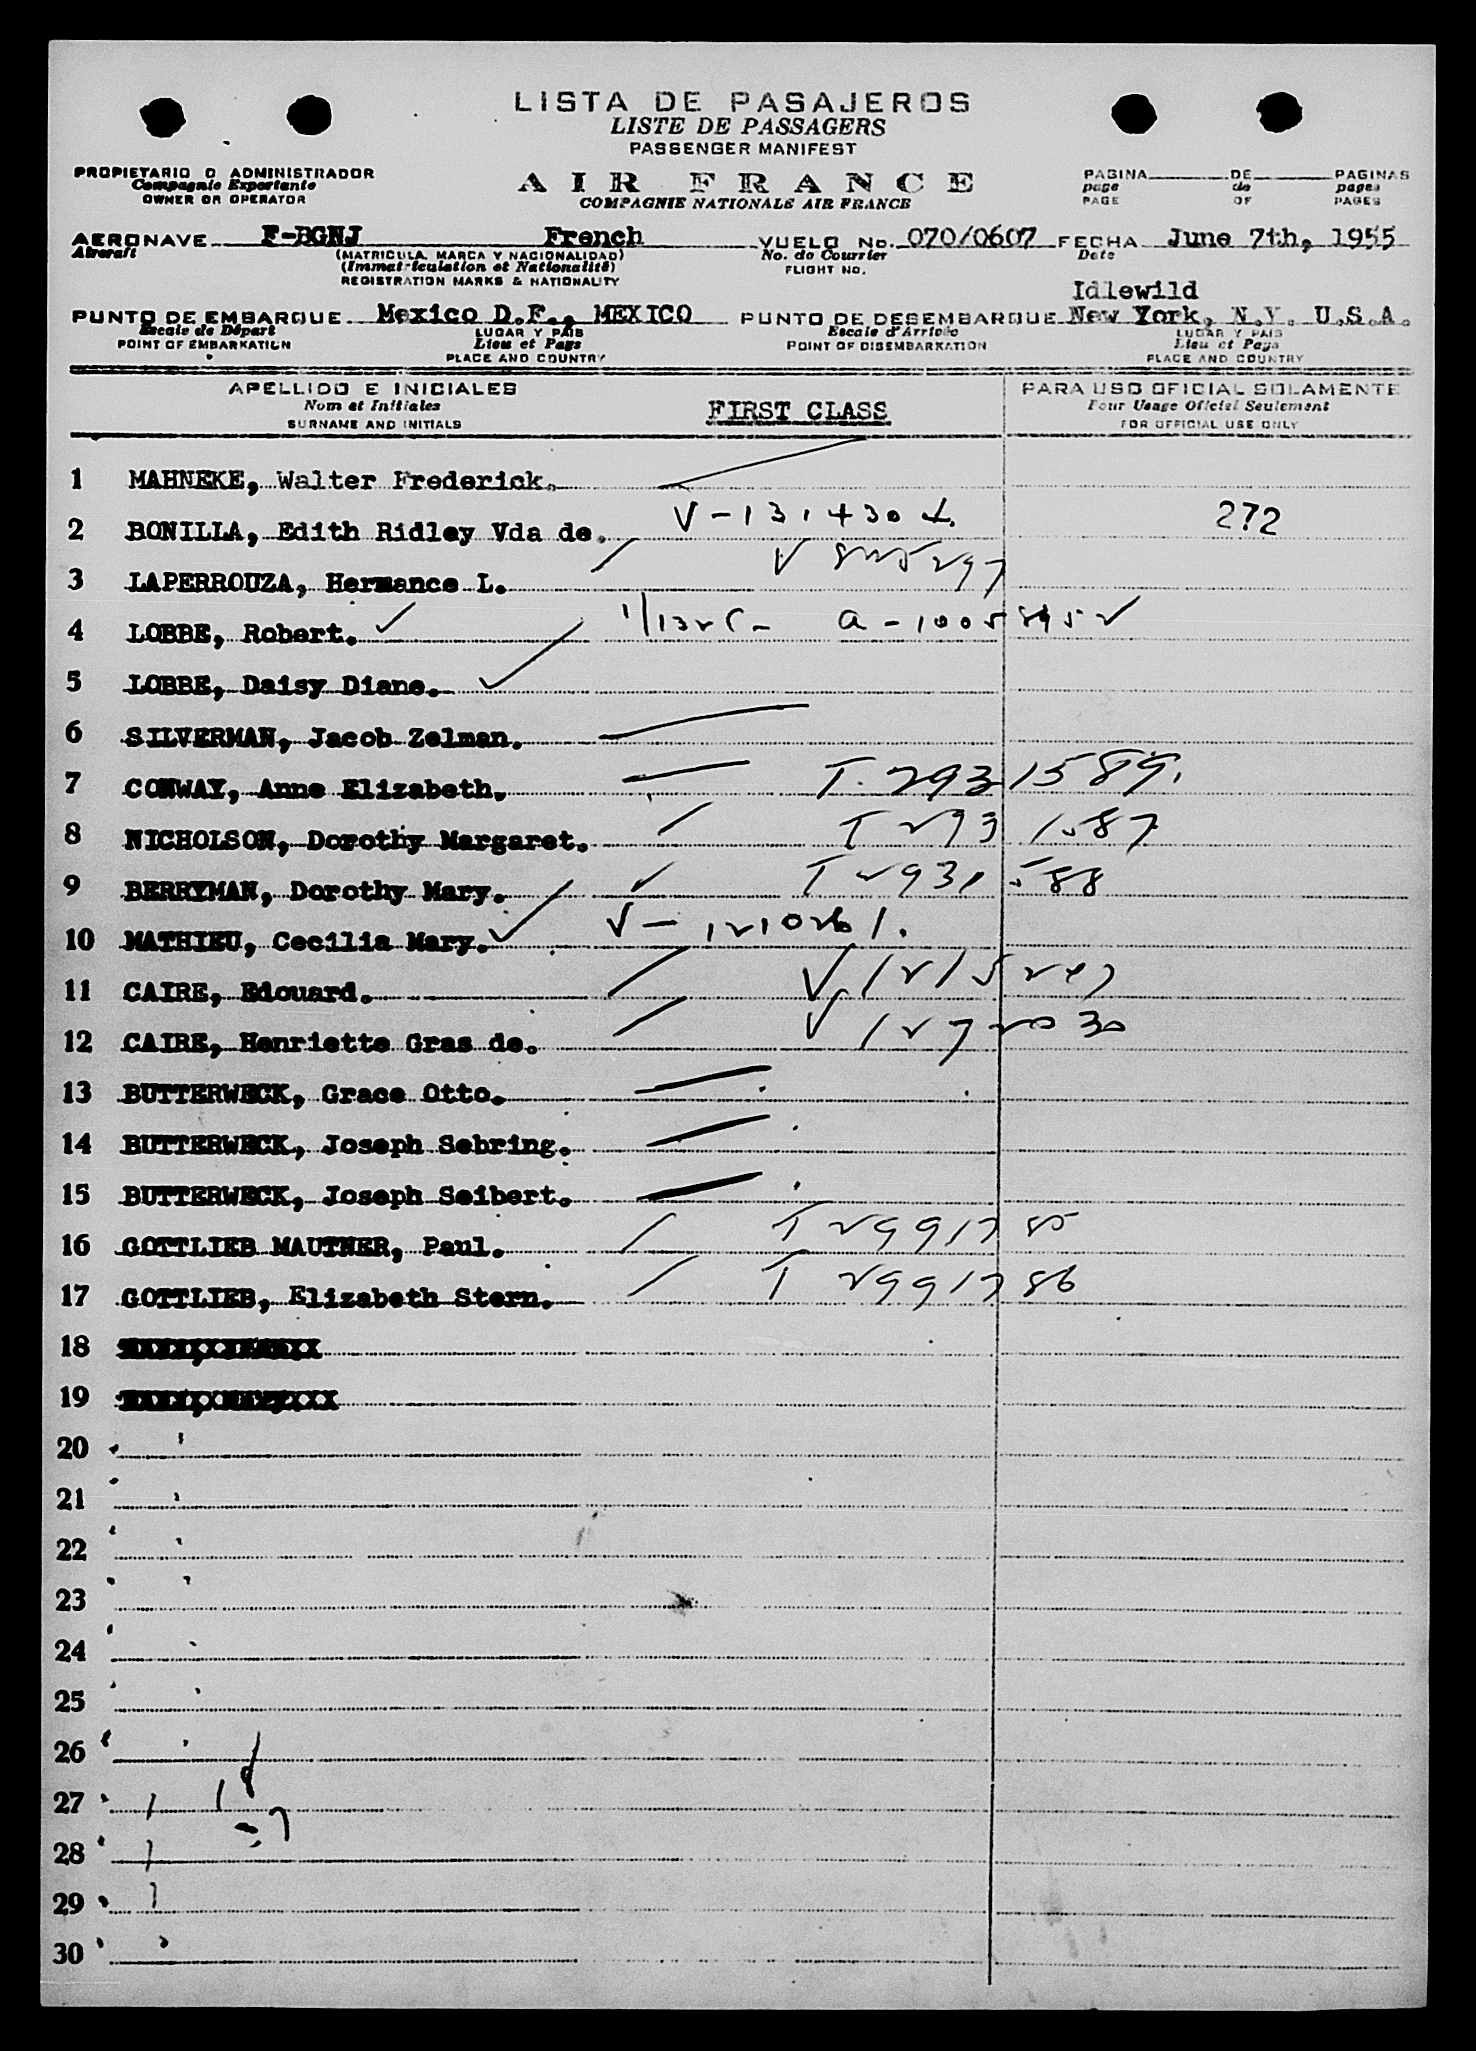 LISTA DE PASAJEROS
LISTE DE PASSAGERS
PASSENGER MANIFEST
PROPIETARIO O ADMINISTRADOR
Compagnie Exportante
OWNER OR OPERATOR
AIR FRANCE
COMPAGNIE NATIONALE AIR FRANCE
PAGINA DE PAGINAS
page de pages
PAGE OF PAGES
AERONAVE F-BGNJ French VUELO No. 070/0607 FECHA June 7th, 1955
Aircraft (MATRICULA, MARCA Y NACIONALIDAD) No. do Courrier Date
(Immatriculation et Nationalité) FLIGHT NO.
REGISTRATION MARKS & NATIONALITY
Idlewild
PUNTO DE EMBARQUE Mexico D.F., MEXICO PUNTO DE DESEMBARQUE New York, N.Y. U.S.A.
Escale de Départ LUGAR Y PAIS Escale d'Arrivée LUGAR Y PAIS
POINT OF EMBARKATION Lieu et Pays POINT OF DISEMBARKATION Lieu et Pays
PLACE AND COUNTRY PLACE AND COUNTRY
APELLIDO E INICIALES PARA USO OFICIAL SOLAMENTE
Nom et Initiales FIRST CLASS Pour Usage Officiel Seulement
SURNAME AND INITIALS FOR OFFICIAL USE ONLY
1 MAHNEKE, Walter Frederick.
2 BONILLA, Edith Ridley Vda de. V-131430 272
3 LAPERROUZA, Hermance L. V
4 LOBBE, Robert.
5 LOBBE, Daisy Diane.
6 SILVERMAN, Jacob Zelman.
7 CONWAY, Anne Elizabeth. T. 2931589.
8 NICHOLSON, Dorothy Margaret. T 2931587
9 BERRYMAN, Dorothy Mary. T 2931588
10 MATHIEU, Cecilia Mary. V-1210261.
11 CAIRE, Edouard. V
12 CAIRE, Henriette Gras de. V 1272030
13 BUTTERWECK, Grace Otto.
14 BUTTERWECK, Joseph Sebring.
15 BUTTERWECK, Joseph Seibert.
16 GOTTLIEB MAUTNER, Paul. T 2991785
17 GOTTLIEB, Elizabeth Stern. T 2991786
18
19
20
21
22
23
24
25
26
27
28
29
30